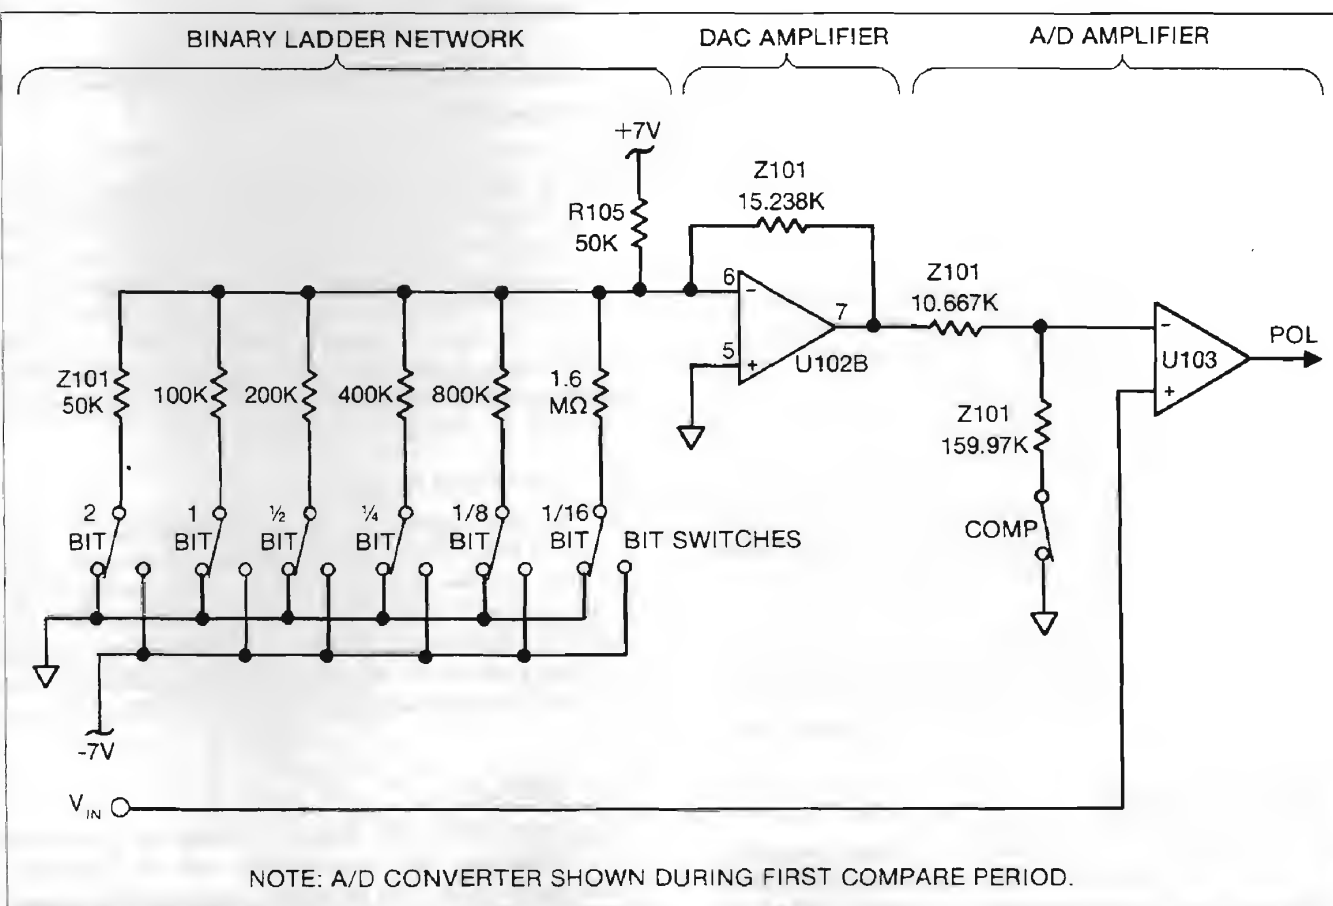 BINARY LADDER NETWORK
DAC AMPLIFIER
A/D AMPLIFIER
+7V
R105
50K
Z101
15.238K
Z101
10.667K
6
−
5
+
7
U102B
−
+
U103
POL
Z101
50K
100K
200K
400K
800K
1.6
MΩ
Z101
159.97K
2
BIT
1
BIT
½
BIT
¼
BIT
1/8
BIT
1/16
BIT
BIT SWITCHES
COMP
-7V
VIN
NOTE: A/D CONVERTER SHOWN DURING FIRST COMPARE PERIOD.